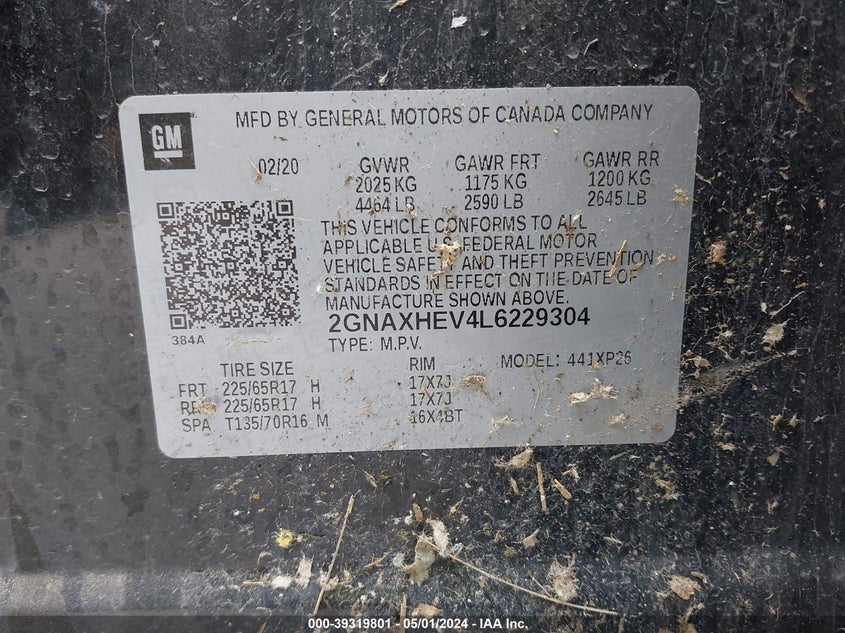 GM
MFD BY GENERAL MOTORS OF CANADA COMPANY
02/20 GVWR GAWR FRT GAWR RR
2025 KG 1175 KG 1200 KG
4464 LB 2590 LB 2645 LB
THIS VEHICLE CONFORMS TO ALL
APPLICABLE U.S. FEDERAL MOTOR
VEHICLE SAFETY AND THEFT PREVENTION
STANDARDS IN EFFECT ON THE DATE OF
MANUFACTURE SHOWN ABOVE.
384A
2GNAXHEV4L6229304
TYPE: M.P.V. MODEL: 441XP26
TIRE SIZE RIM
FRT 225/65R17 H 17X7J
RR 225/65R17 H 17X7J
SPA T135/70R16 M 16X4BT
000-39319801 / 05/01/2024 - IAA Inc.